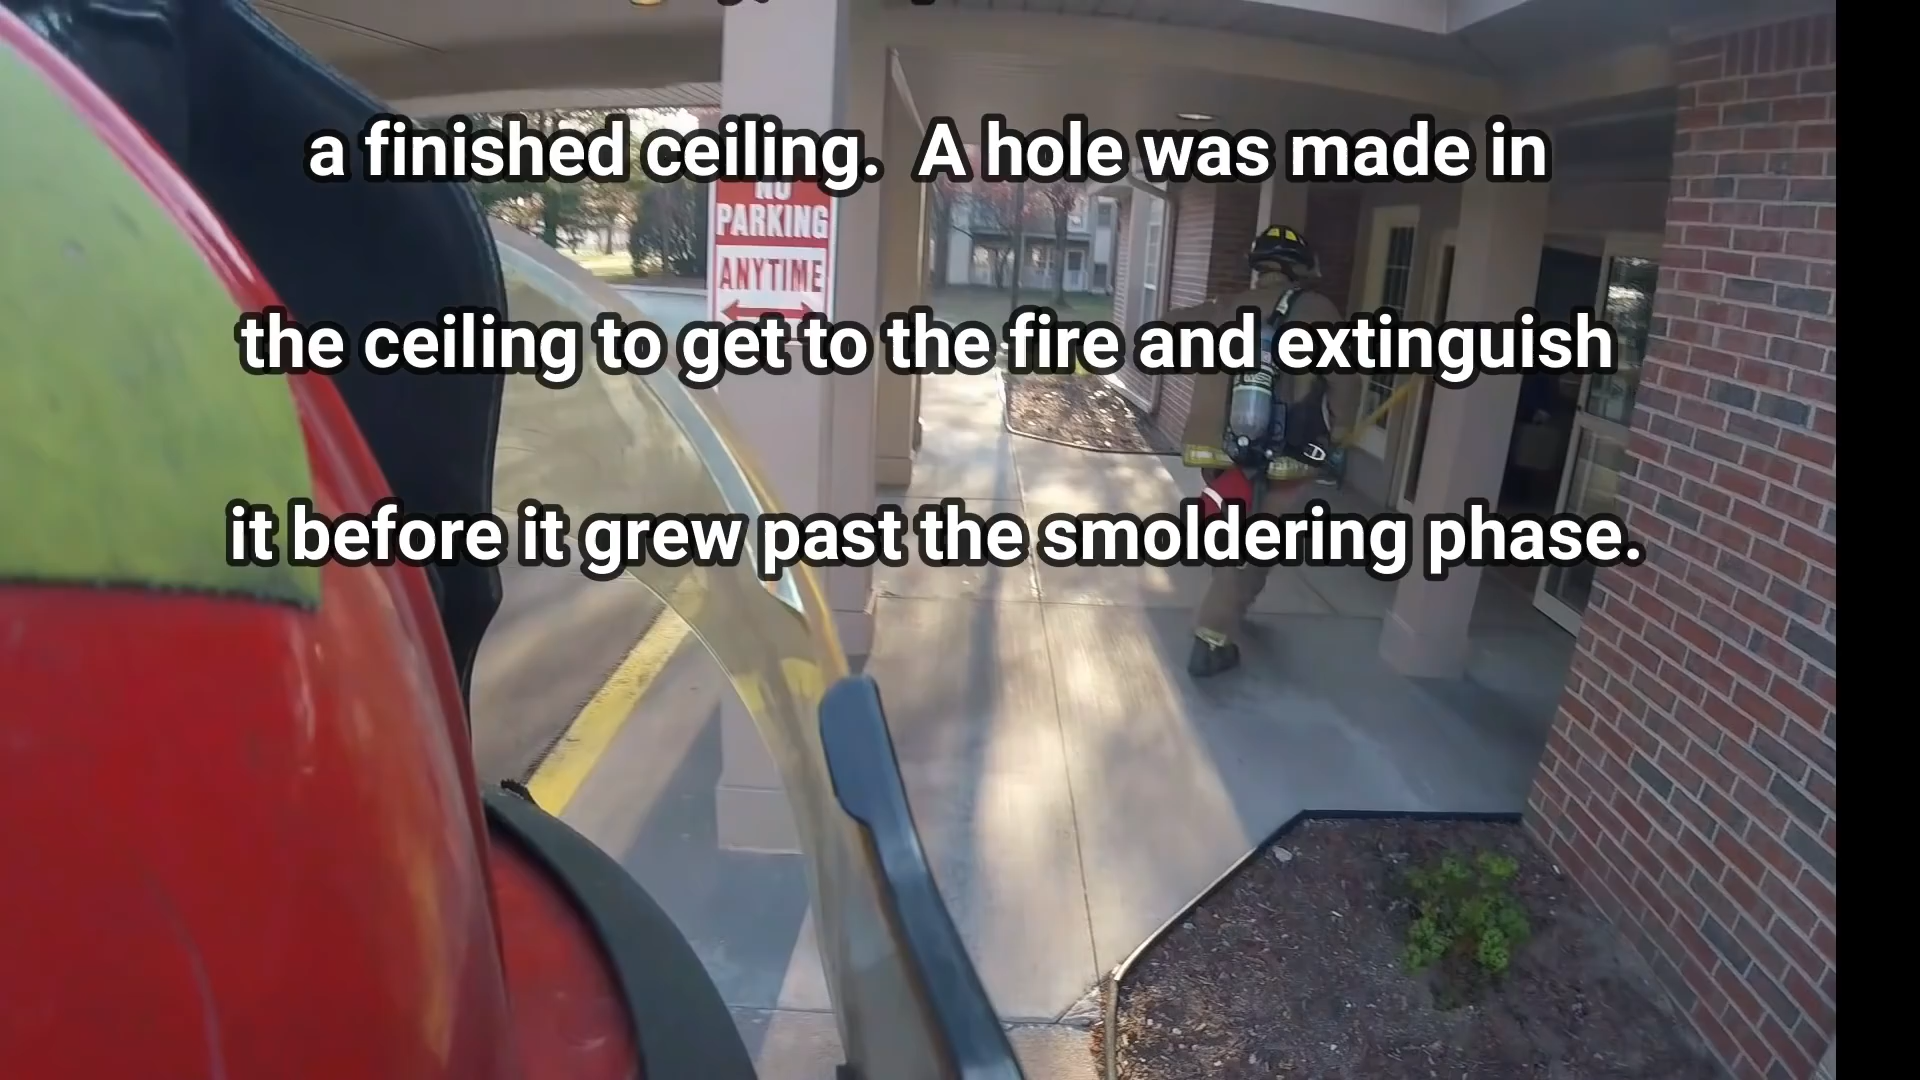 a finished ceiling. A hole was made in
NO
PARKING
ANYTIME
the ceiling to get to the fire and extinguish
it before it grew past the smoldering phase.